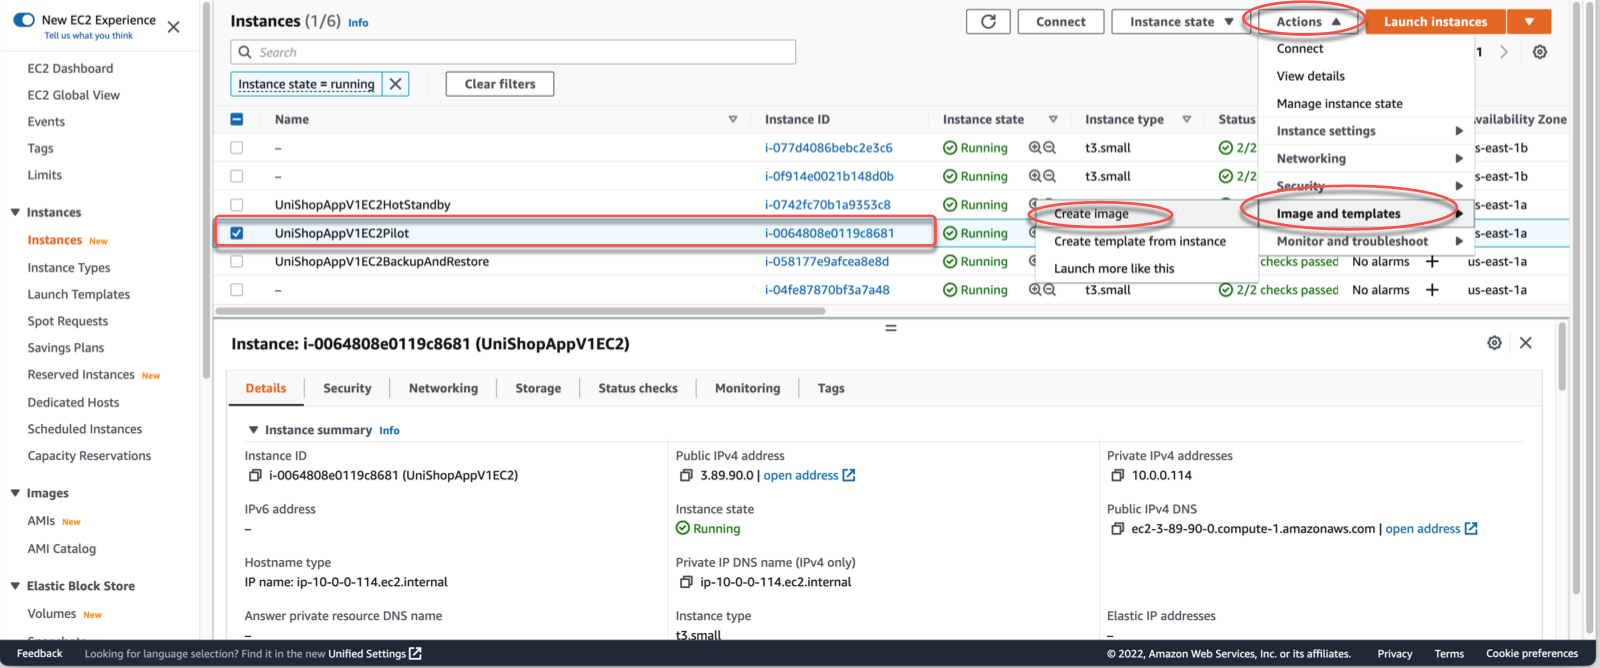 New EC2 Experience
Tell us what you think
EC2 Dashboard
EC2 Global View
Events
Tags
Limits
Instances
Instances New
Instance Types
Launch Templates
Spot Requests
Savings Plans
Reserved Instances New
Dedicated Hosts
Scheduled Instances
Capacity Reservations
Images
AMIs New
AMI Catalog
Elastic Block Store
Volumes New
Instances (1/6) Info
Connect
Instance state
Actions
Launch instances
Search
1
Instance state = running
Clear filters
Name Instance ID Instance state Instance type Status Availability Zone
– i-077d4086bebc2e3c6 Running t3.small 2/2 us-east-1b
– i-0f914e0021b148d0b Running t3.small 2/2 us-east-1b
UniShopAppV1EC2HotStandby i-0742fc70b1a9353c8 Running us-east-1a
UniShopAppV1EC2Pilot i-0064808e0119c8681 Running us-east-1a
UniShopAppV1EC2BackupAndRestore i-058177e9afcea8e8d Running checks passed No alarms + us-east-1a
– i-04fe87870bf3a7a48 Running t3.small 2/2 checks passed No alarms + us-east-1a
Connect
View details
Manage instance state
Instance settings
Networking
Security
Image and templates
Monitor and troubleshoot
Create image
Create template from instance
Launch more like this
Instance: i-0064808e0119c8681 (UniShopAppV1EC2)
Details Security Networking Storage Status checks Monitoring Tags
Instance summary Info
Instance ID
i-0064808e0119c8681 (UniShopAppV1EC2)
Public IPv4 address
3.89.90.0 | open address
Private IPv4 addresses
10.0.0.114
IPv6 address
–
Instance state
Running
Public IPv4 DNS
ec2-3-89-90-0.compute-1.amazonaws.com | open address
Hostname type
IP name: ip-10-0-0-114.ec2.internal
Private IP DNS name (IPv4 only)
ip-10-0-0-114.ec2.internal
Answer private resource DNS name
–
Instance type
t3.small
Elastic IP addresses
–
Feedback Looking for language selection? Find it in the new Unified Settings © 2022, Amazon Web Services, Inc. or its affiliates. Privacy Terms Cookie preferences